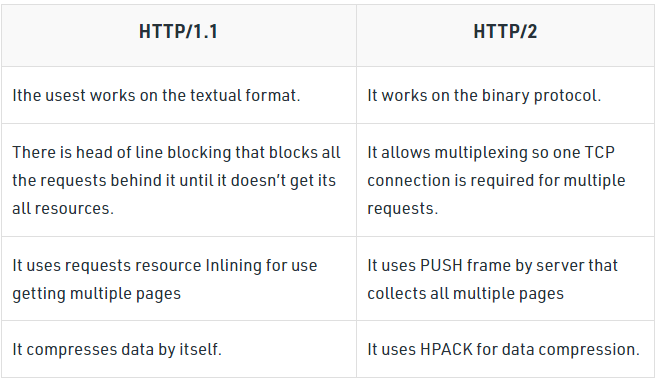 HTTP/1.1
HTTP/2
Ithe usest works on the textual format.
It works on the binary protocol.
There is head of line blocking that blocks all
the requests behind it until it doesn’t get its
all resources.
It allows multiplexing so one TCP
connection is required for multiple
requests.
It uses requests resource Inlining for use
getting multiple pages
It uses PUSH frame by server that
collects all multiple pages
It compresses data by itself.
It uses HPACK for data compression.